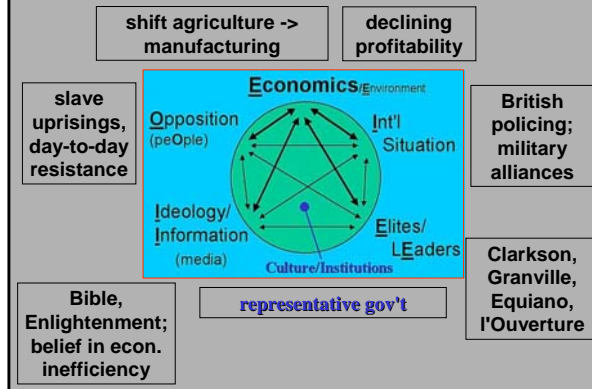 shift agriculture ->
manufacturing
declining
profitability
slave
uprisings,
day-to-day
resistance
Economics/Environment
Opposition
(peOple)
Int'l
Situation
Ideology/
Information
(media)
Elites/
LEaders
Culture/Institutions
British
policing;
military
alliances
Bible,
Enlightenment;
belief in econ.
inefficiency
representative gov't
Clarkson,
Granville,
Equiano,
l'Ouverture